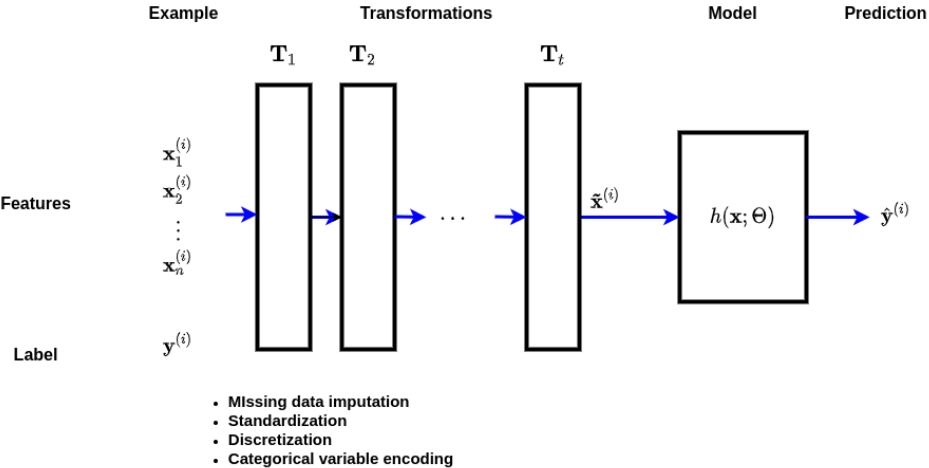 Example Transformations Model Prediction
T₁ T₂ Tₜ
x₁⁽ⁱ⁾
x₂⁽ⁱ⁾
Features
⋮
xₙ⁽ⁱ⁾
... x̃⁽ⁱ⁾ h(x;Θ) ŷ⁽ⁱ⁾
Label y⁽ⁱ⁾
• MIssing data imputation
• Standardization
• Discretization
• Categorical variable encoding